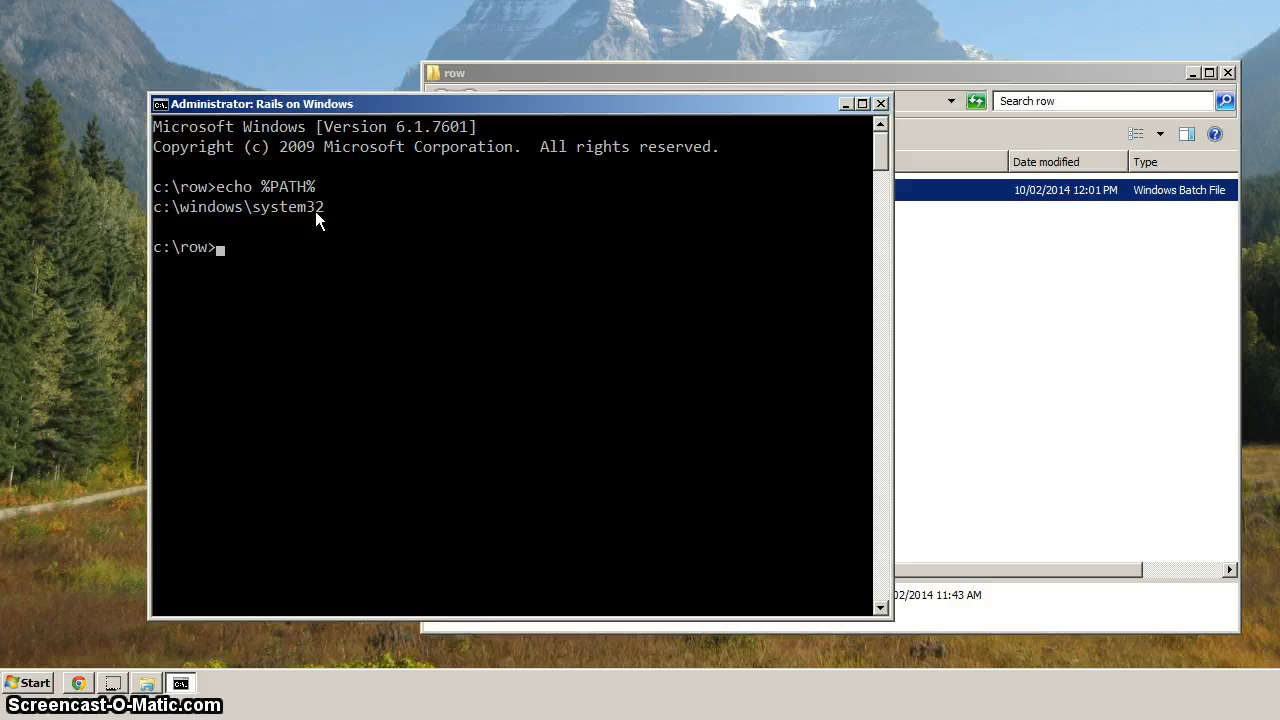 row
Administrator: Rails on Windows
Search row
Microsoft Windows [Version 6.1.7601]
Copyright (c) 2009 Microsoft Corporation.  All rights reserved.
Date modified
Type
c:\row>echo %PATH%
10/02/2014 12:01 PM
Windows Batch File
c:\windows\system32
c:\row>
02/2014 11:43 AM
Start
Screencast-O-Matic.com